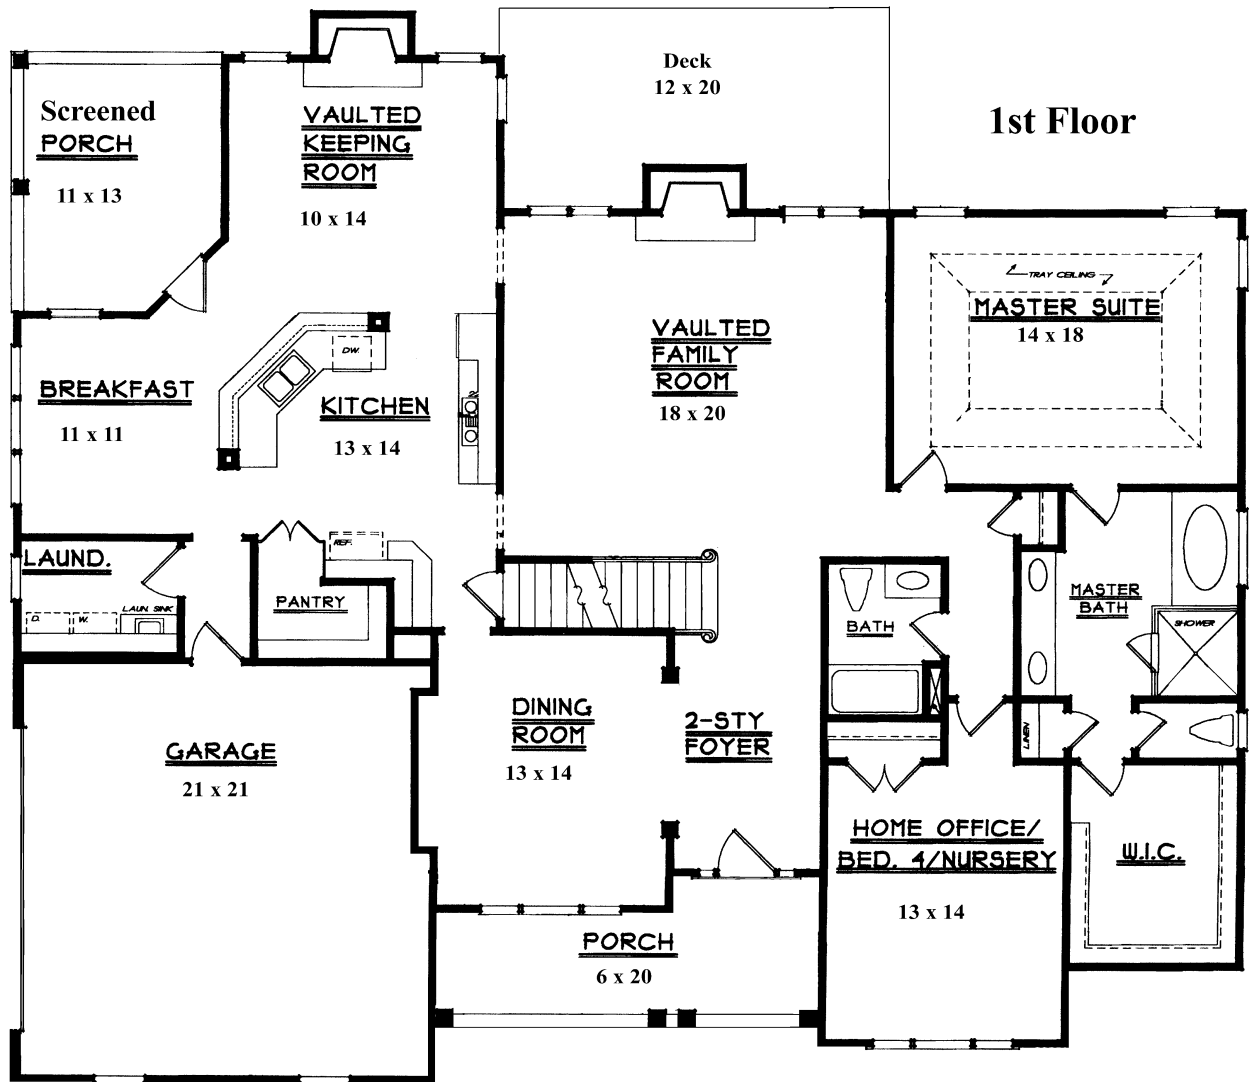 Deck
12 x 20
1st Floor
Screened
PORCH
11 x 13
VAULTED
KEEPING
ROOM
10 x 14
TRAY CEILING
MASTER SUITE
14 x 18
VAULTED
FAMILY
ROOM
18 x 20
DW.
BREAKFAST
11 x 11
KITCHEN
13 x 14
LAUND.
REF.
D.
W.
LAUN. SINK
PANTRY
BATH
MASTER
BATH
SHOWER
DINING
ROOM
13 x 14
2-STY
FOYER
LINEN
GARAGE
21 x 21
HOME OFFICE/
BED. 4/NURSERY
13 x 14
W.I.C.
PORCH
6 x 20